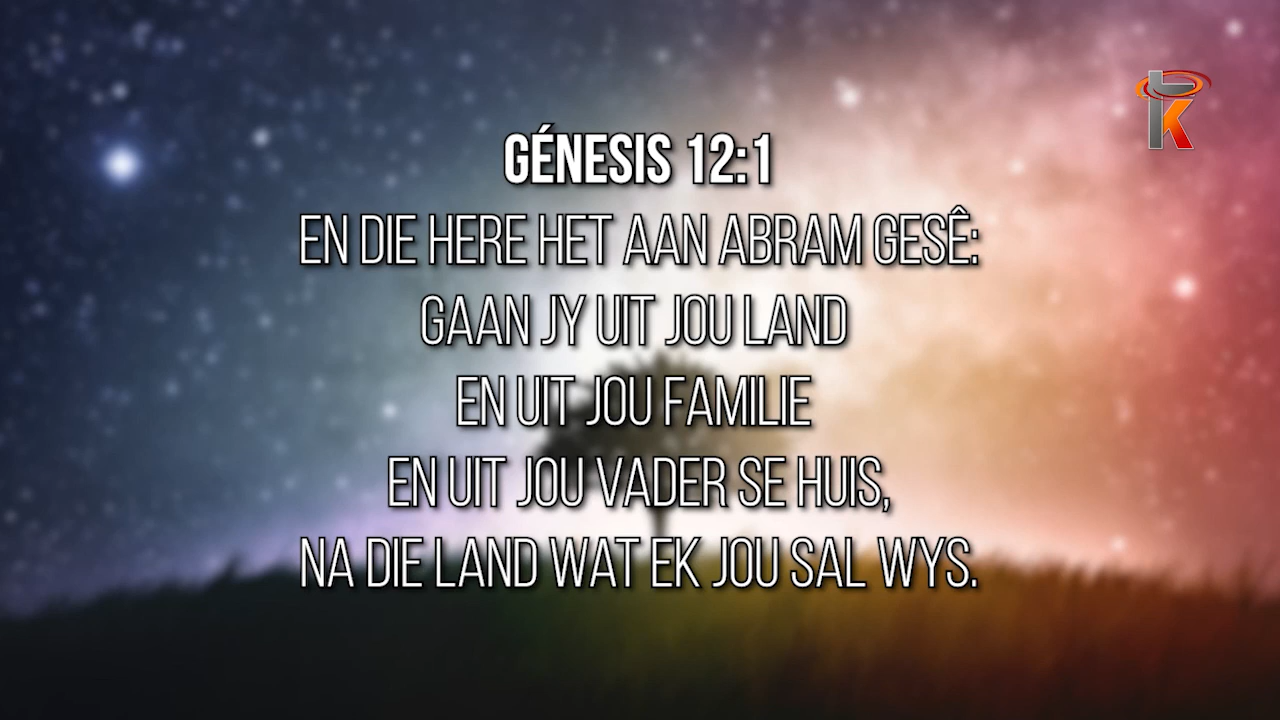 GÉNESIS 12:1
EN DIE HERE HET AAN ABRAM GESÊ:
GAAN JY UIT JOU LAND
EN UIT JOU FAMILIE
EN UIT JOU VADER SE HUIS,
NA DIE LAND WAT EK JOU SAL WYS.